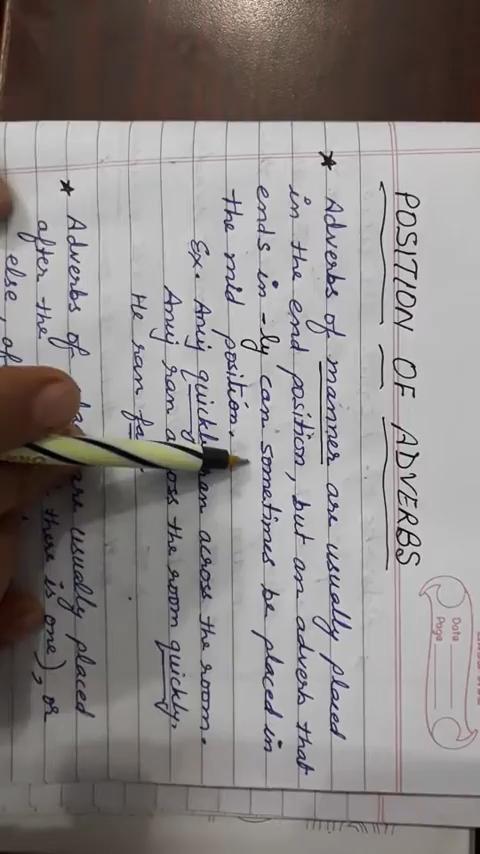 Date
Page
POSITION OF ADVERBS
* Adverbs of manner are usually placed
in the end position, but an adverb that
ends in -ly can sometimes be placed in
the mid position.
Ex. Anuj quickly ran across the room.
Anuj ran across the room quickly.
He ran
* Adverbs of are usually placed
after the there is one), or
else,